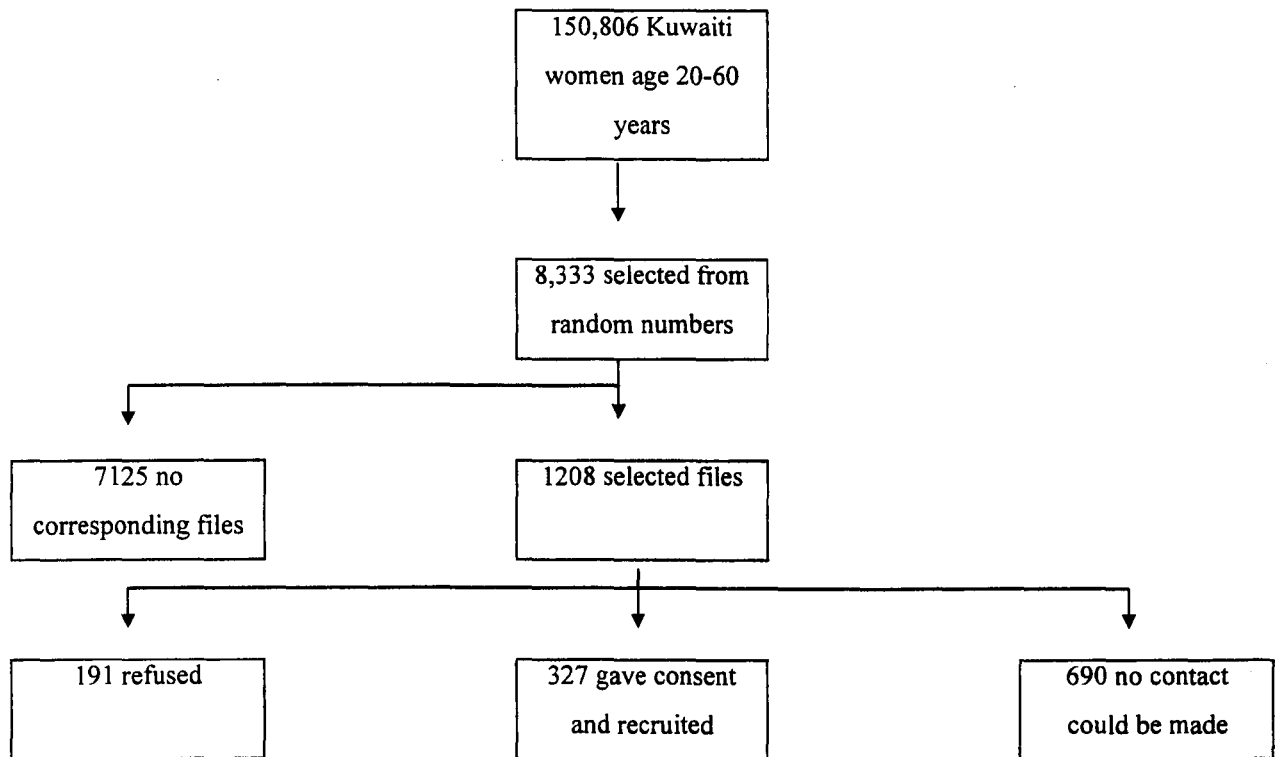 150,806 Kuwaiti
women age 20-60
years
8,333 selected from
random numbers
7125 no
corresponding files
1208 selected files
191 refused
327 gave consent
and recruited
690 no contact
could be made